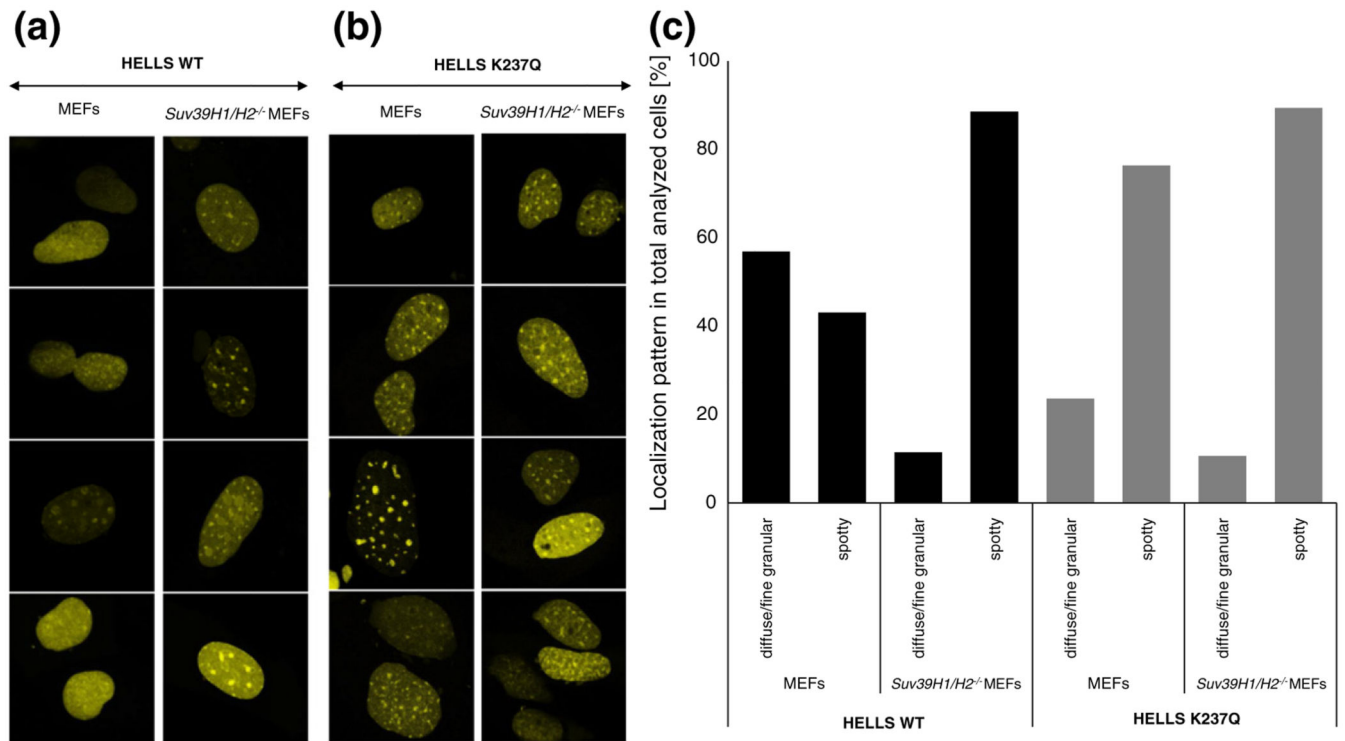 (a)
HELLS WT
MEFs
Suv39H1/H2-/- MEFs
(b)
HELLS K237Q
MEFs
Suv39H1/H2-/- MEFs
(c)
Localization pattern in total analyzed cells [%]
100
80
60
40
20
0
diffuse/fine granular
spotty
diffuse/fine granular
spotty
diffuse/fine granular
spotty
diffuse/fine granular
spotty
MEFs
Suv39H1/H2-/- MEFs
MEFs
Suv39H1/H2-/- MEFs
HELLS WT
HELLS K237Q